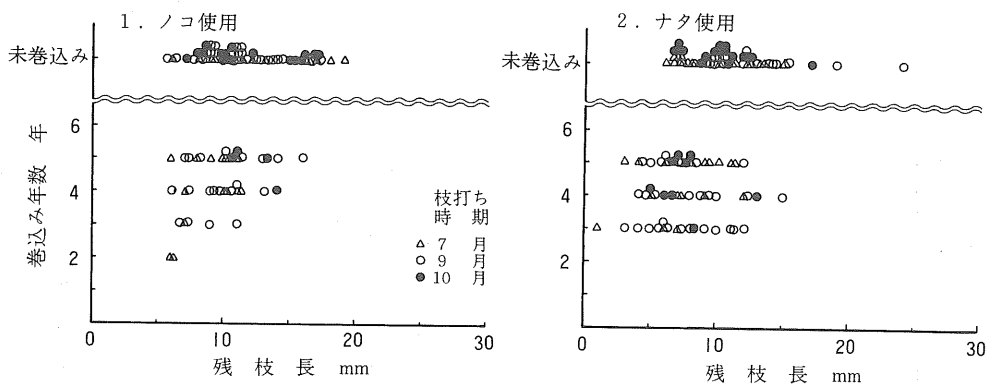 1．ノコ使用
未巻込み
巻込み年数 年
6
4
2
0
10
20
30
残枝長 mm
枝打ち
時期
△ 7月
○ 9月
● 10月
2．ナタ使用
未巻込み
6
4
2
0
10
20
30
残枝長 mm